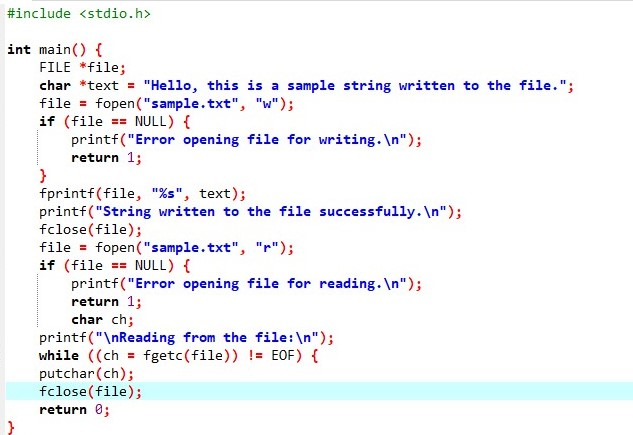 #include <stdio.h>
int main() {
FILE *file;
char *text = "Hello, this is a sample string written to the file.";
file = fopen("sample.txt", "w");
if (file == NULL) {
printf("Error opening file for writing.\n");
return 1;
}
fprintf(file, "%s", text);
printf("String written to the file successfully.\n");
fclose(file);
file = fopen("sample.txt", "r");
if (file == NULL) {
printf("Error opening file for reading.\n");
return 1;
char ch;
printf("\nReading from the file:\n");
while ((ch = fgetc(file)) != EOF) {
putchar(ch);
fclose(file);
return 0;
}